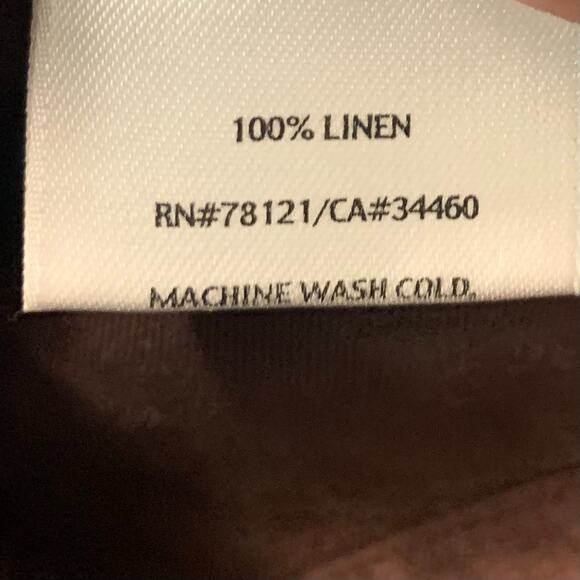 100% LINEN
RN#78121/CA#34460
MACHINE WASH COLD.